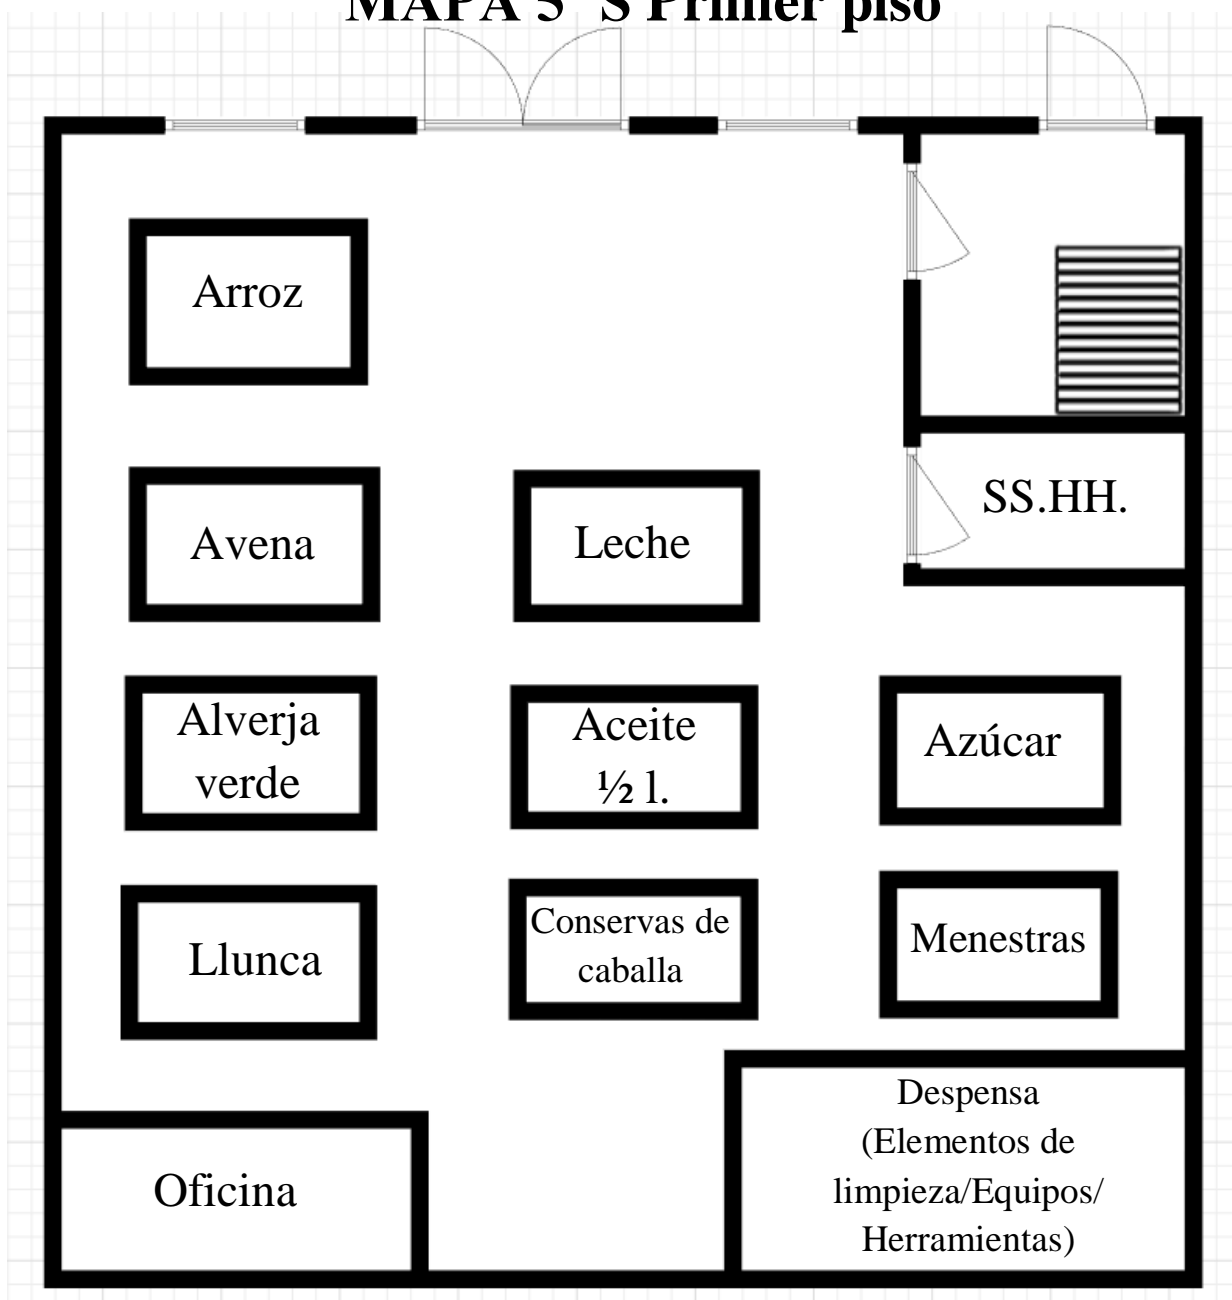 MAPA 5´S Primer piso
Arroz
Avena
Leche
SS.HH.
Alverja
verde
Aceite
½ l.
Azúcar
Llunca
Conservas de
caballa
Menestras
Oficina
Despensa
(Elementos de
limpieza/Equipos/
Herramientas)